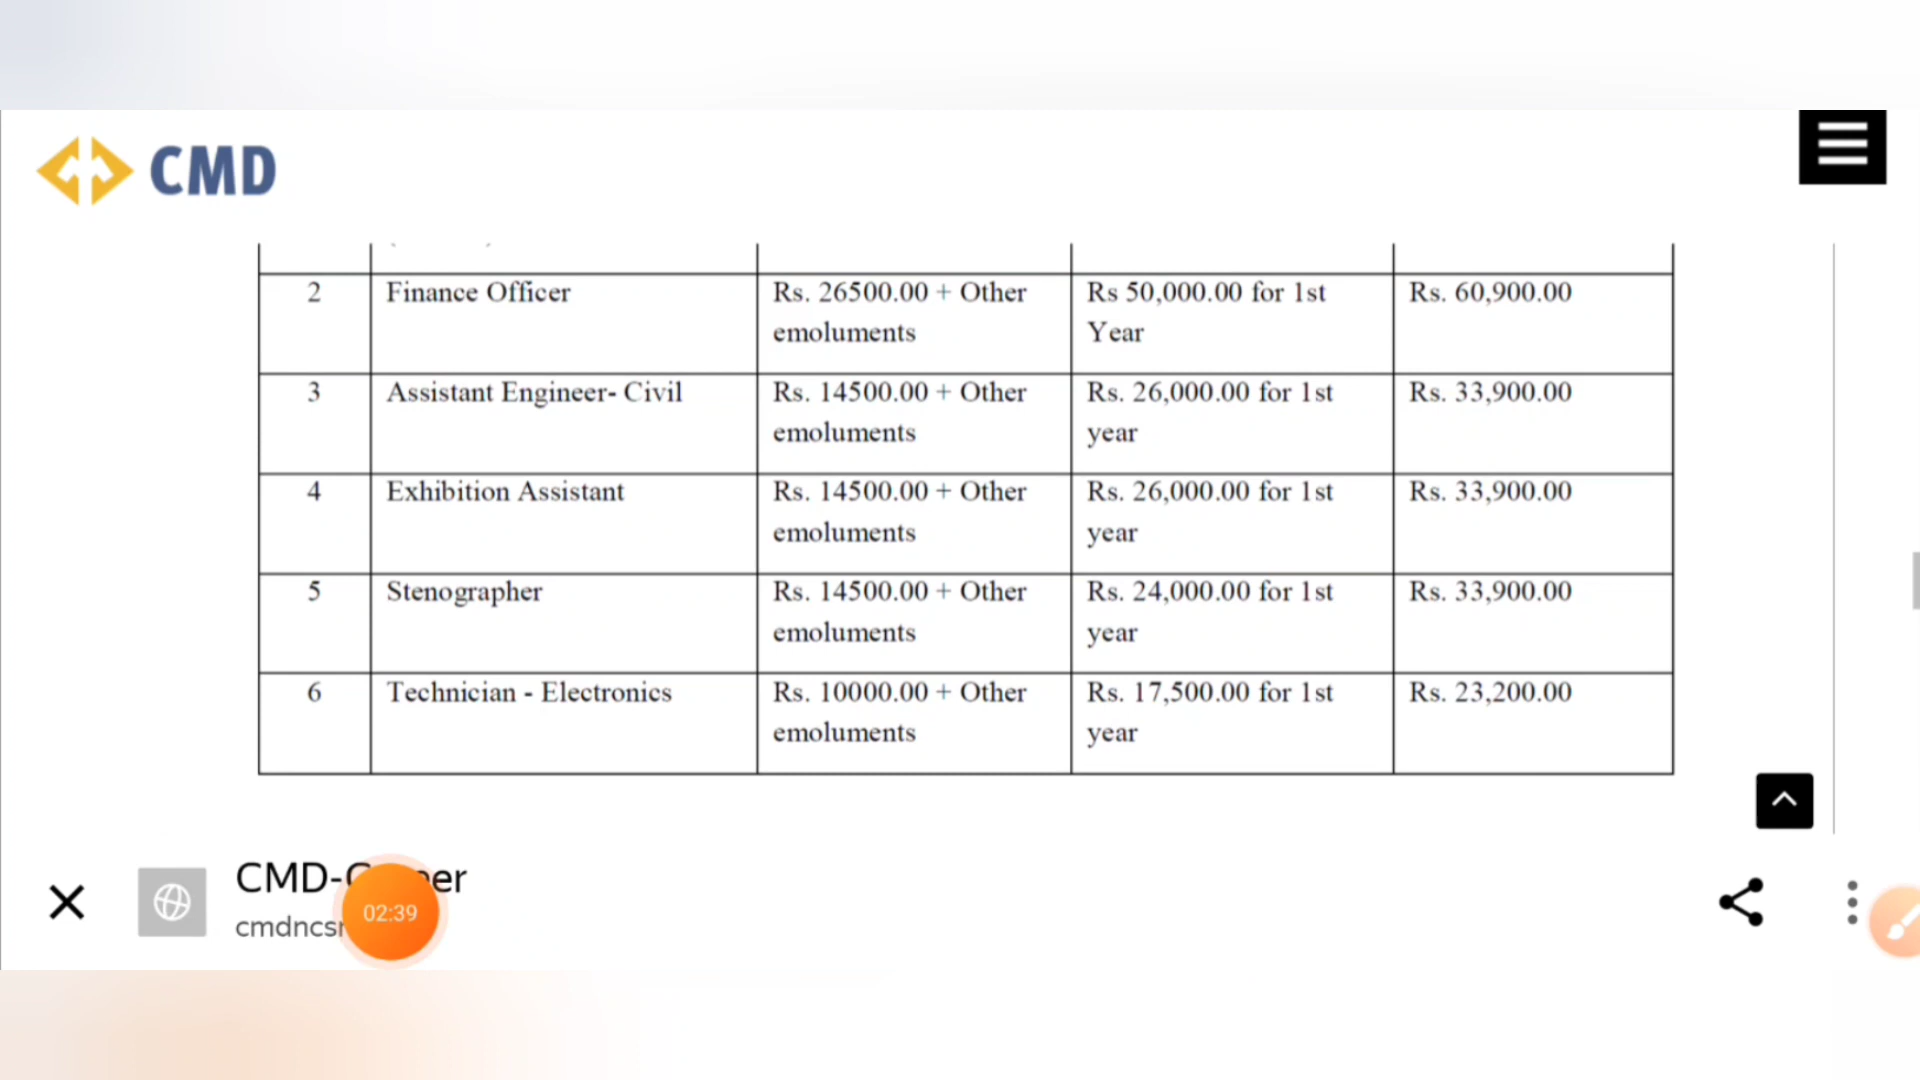 CMD
2 Finance Officer Rs. 26500.00 + Other Rs 50,000.00 for 1st Rs. 60,900.00
emoluments Year
3 Assistant Engineer- Civil Rs. 14500.00 + Other Rs. 26,000.00 for 1st Rs. 33,900.00
emoluments year
4 Exhibition Assistant Rs. 14500.00 + Other Rs. 26,000.00 for 1st Rs. 33,900.00
emoluments year
5 Stenographer Rs. 14500.00 + Other Rs. 24,000.00 for 1st Rs. 33,900.00
emoluments year
6 Technician - Electronics Rs. 10000.00 + Other Rs. 17,500.00 for 1st Rs. 23,200.00
emoluments year
02:39